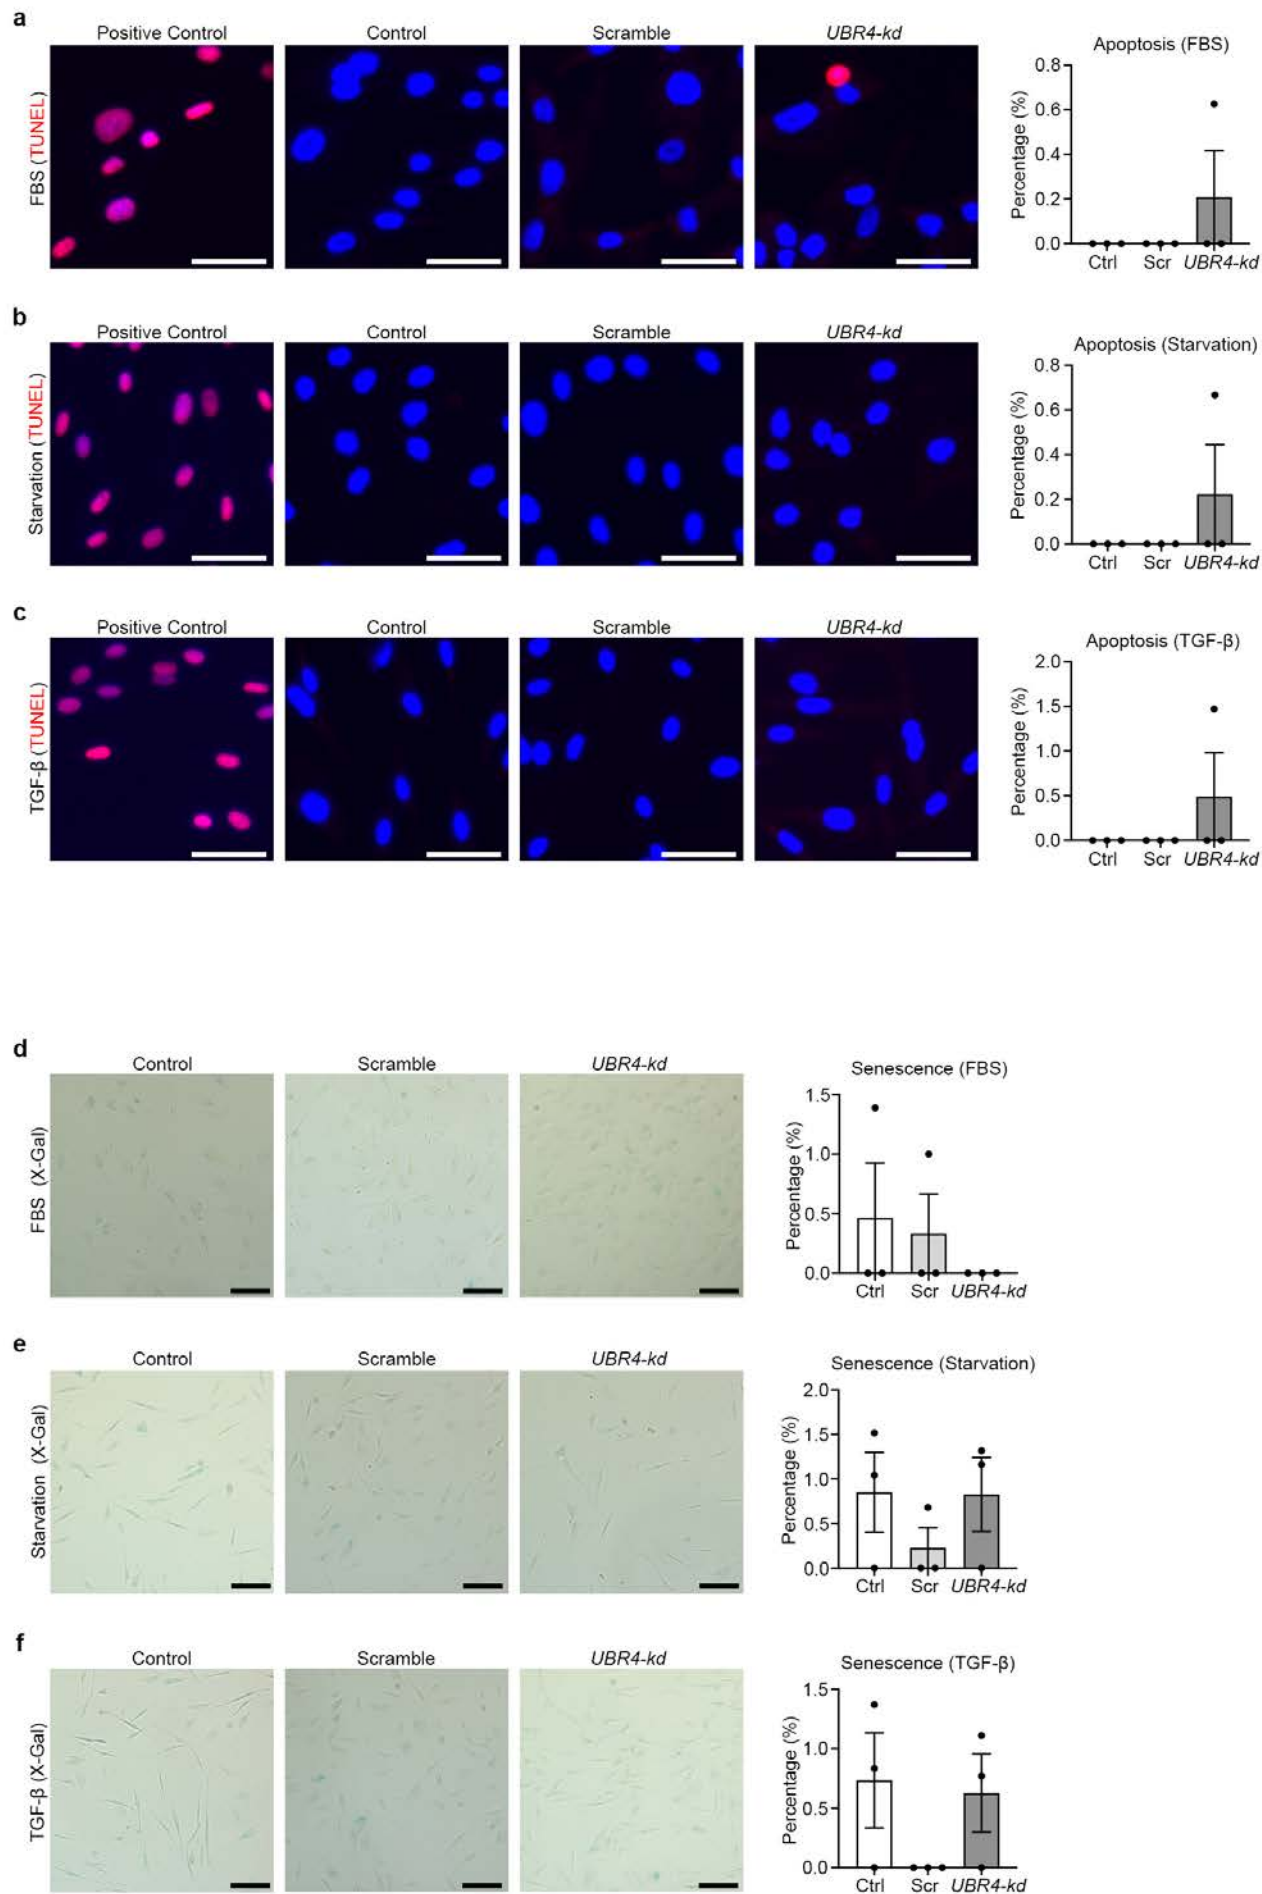 a
Positive Control
Control
Scramble
UBR4-kd
Apoptosis (FBS)
FBS (TUNEL)
Percentage (%)
0.8
0.6
0.4
0.2
0.0
Ctrl Scr UBR4-kd
b
Positive Control
Control
Scramble
UBR4-kd
Apoptosis (Starvation)
Starvation (TUNEL)
Percentage (%)
0.8
0.6
0.4
0.2
0.0
Ctrl Scr UBR4-kd
c
Positive Control
Control
Scramble
UBR4-kd
Apoptosis (TGF-β)
TGF-β (TUNEL)
Percentage (%)
2.0
1.5
1.0
0.5
0.0
Ctrl Scr UBR4-kd
d
Control
Scramble
UBR4-kd
Senescence (FBS)
FBS (X-Gal)
Percentage (%)
1.5
1.0
0.5
0.0
Ctrl Scr UBR4-kd
e
Control
Scramble
UBR4-kd
Senescence (Starvation)
Starvation (X-Gal)
Percentage (%)
2.0
1.5
1.0
0.5
0.0
Ctrl Scr UBR4-kd
f
Control
Scramble
UBR4-kd
Senescence (TGF-β)
TGF-β (X-Gal)
Percentage (%)
1.5
1.0
0.5
0.0
Ctrl Scr UBR4-kd